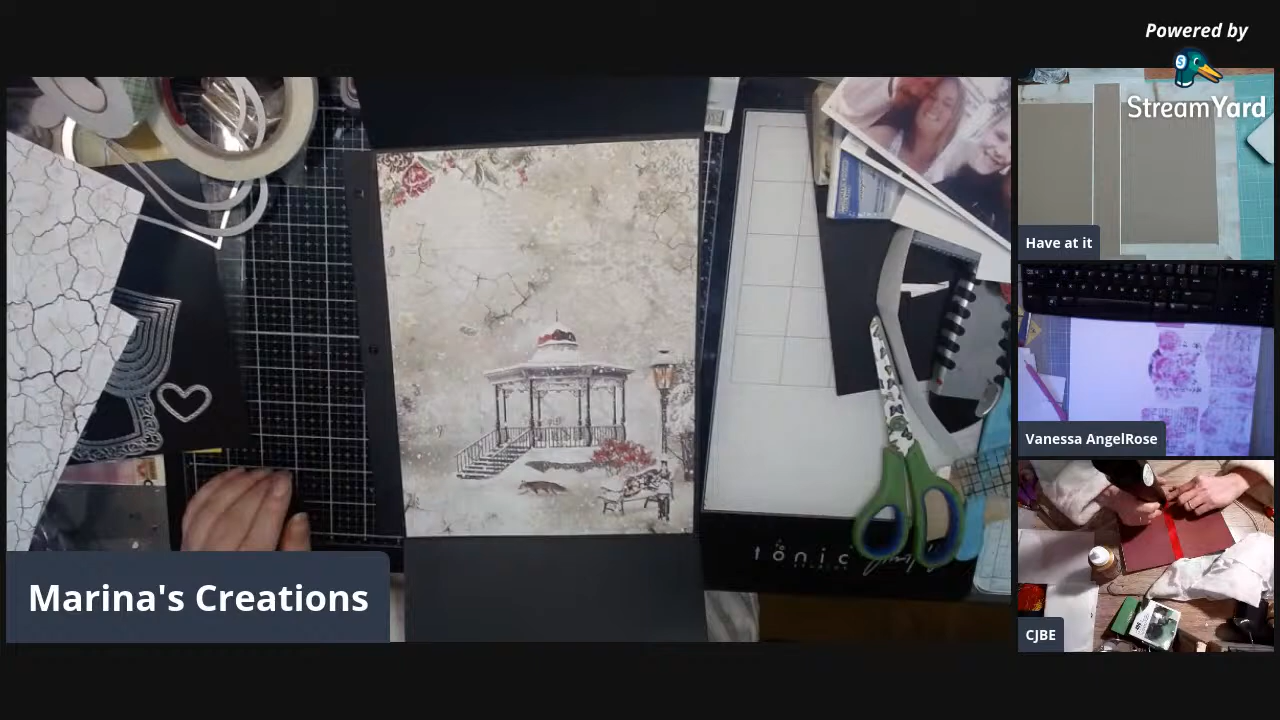 Powered by
StreamYard
Have at it
Vanessa AngelRose
CJBE
Marina's Creations
tonic